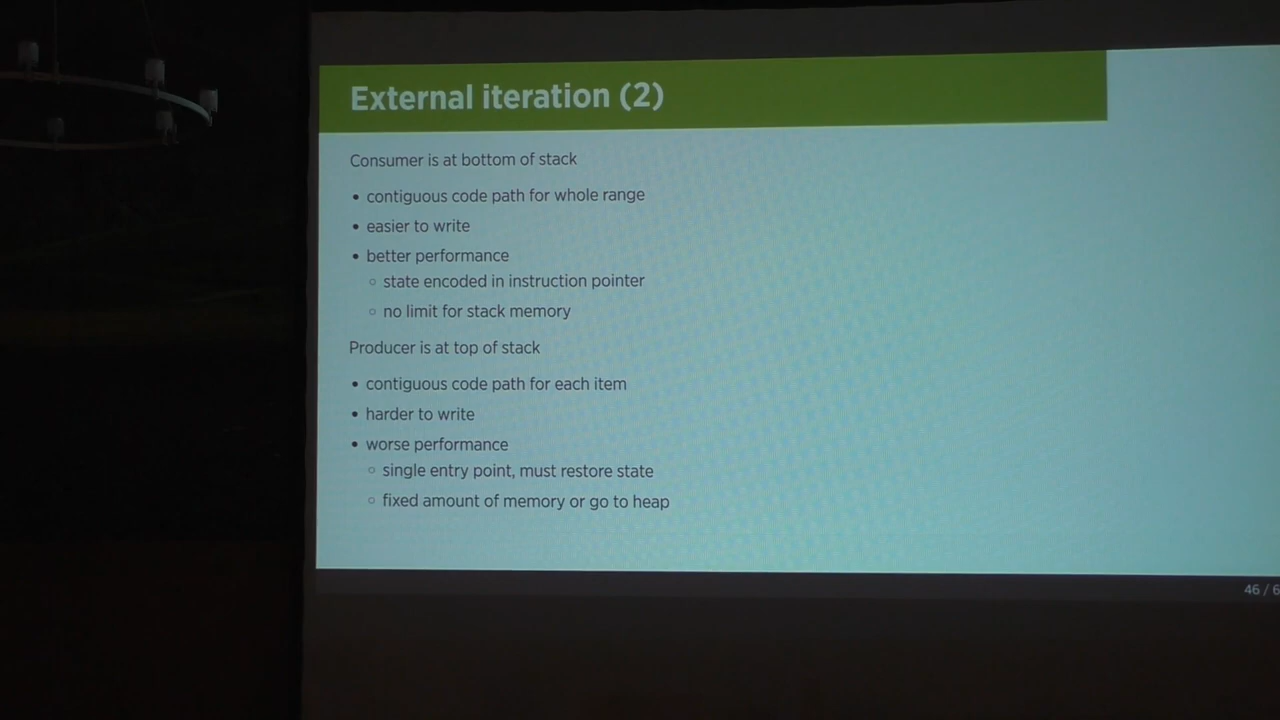 External iteration (2)
Consumer is at bottom of stack
• contiguous code path for whole range
• easier to write
• better performance
◦ state encoded in instruction pointer
◦ no limit for stack memory
Producer is at top of stack
• contiguous code path for each item
• harder to write
• worse performance
◦ single entry point, must restore state
◦ fixed amount of memory or go to heap
46 / 6